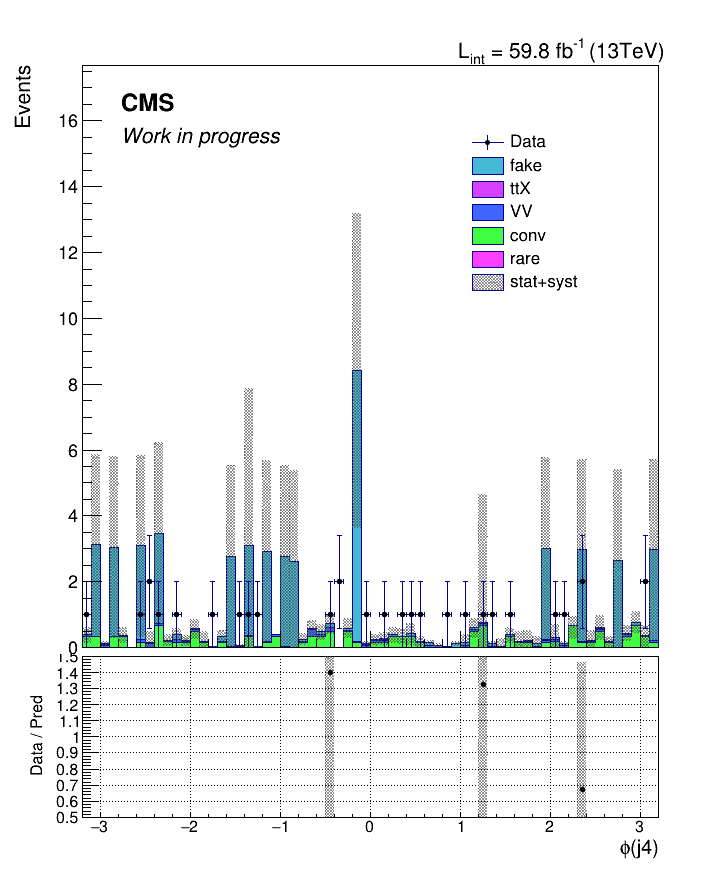 L_int = 59.8 fb^-1 (13TeV)
Events
CMS
Work in progress
Data
fake
ttX
VV
conv
rare
stat+syst
16
14
12
10
8
6
4
2
0
Data / Pred
1.5
1.4
1.3
1.2
1.1
1
0.9
0.8
0.7
0.6
0.5
−3 −2 −1 0 1 2 3
ϕ(j4)